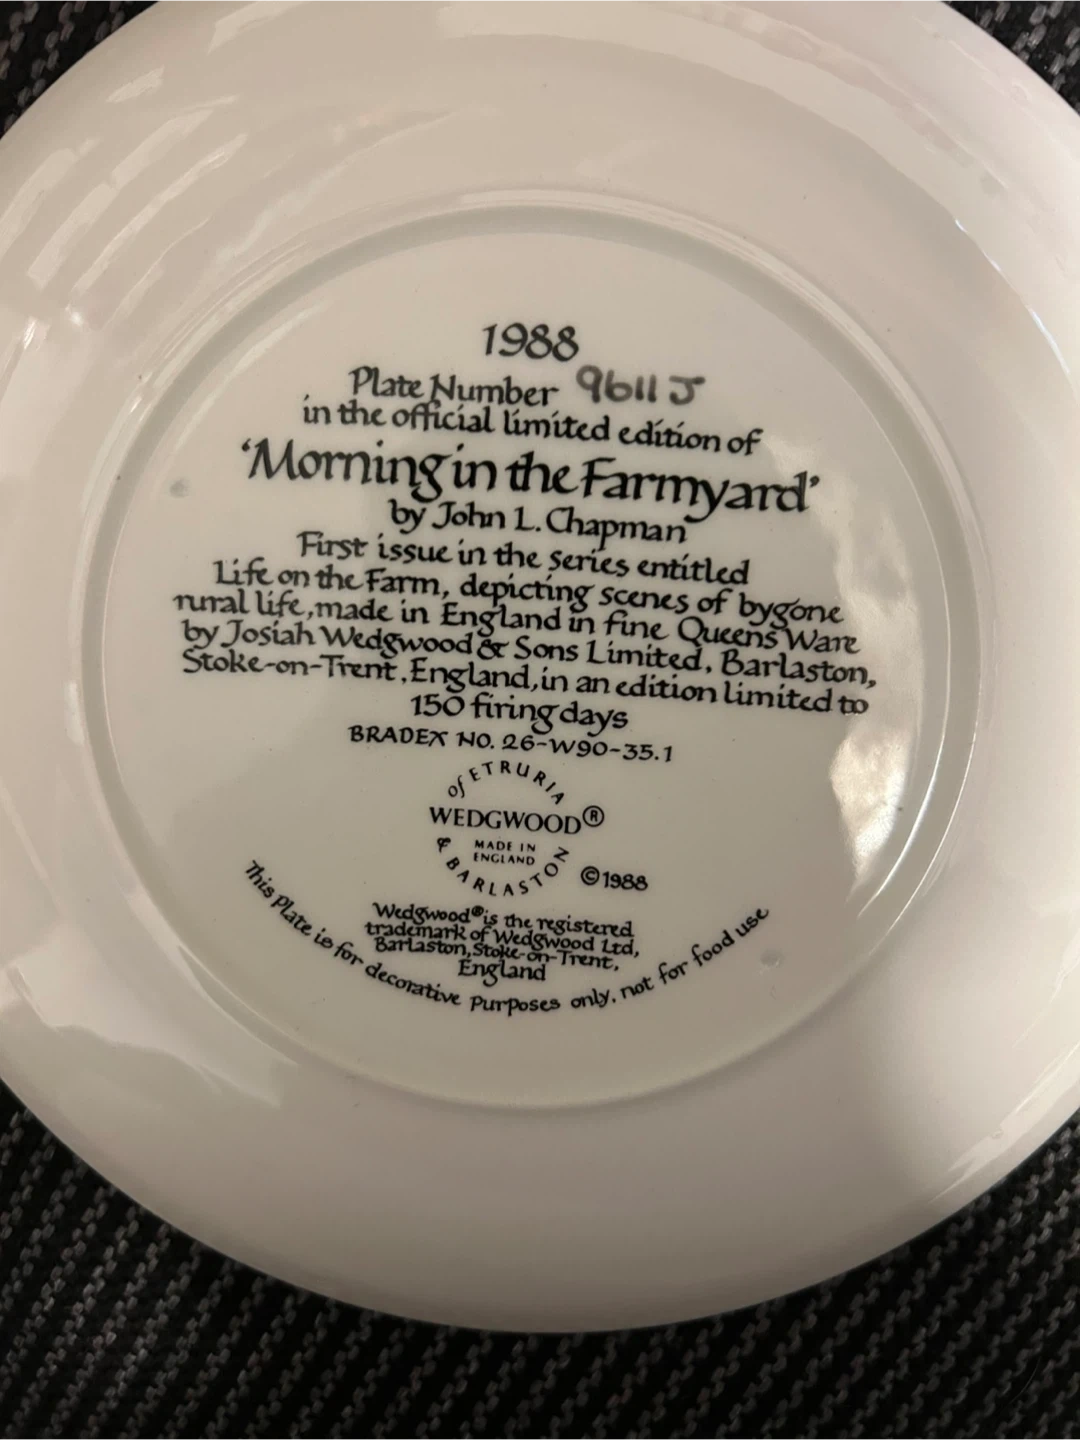 1988
Plate Number 9611 J
in the official limited edition of
‘Morning in the Farmyard’
by John L. Chapman
First issue in the series entitled
Life on the Farm, depicting scenes of bygone
rural life, made in England in fine Queens Ware
by Josiah Wedgwood & Sons Limited, Barlaston,
Stoke-on-Trent, England, in an edition limited to
150 firing days
BRADEX NO. 26-W90-35.1
of ETRURIA
WEDGWOOD®
MADE IN
ENGLAND
& BARLASTON
©1988
Wedgwood® is the registered
trademark of Wedgwood Ltd,
Barlaston, Stoke-on-Trent,
England
This Plate is for decorative Purposes only, not for food use